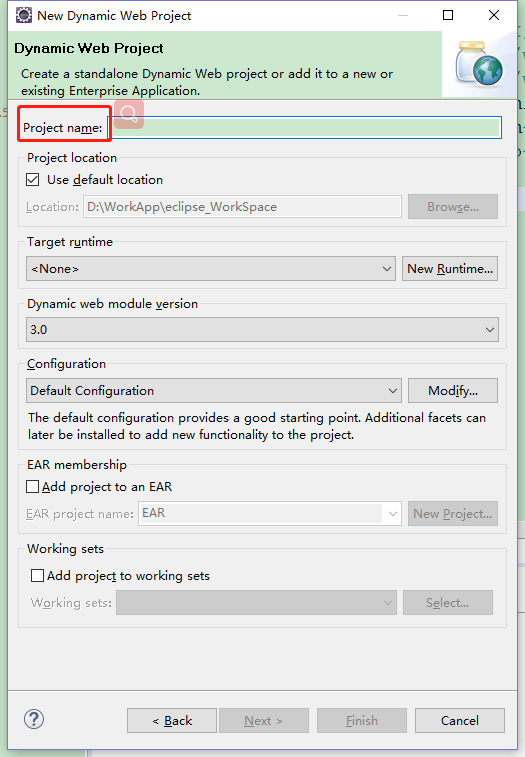 New Dynamic Web Project
Dynamic Web Project
Create a standalone Dynamic Web project or add it to a new or
existing Enterprise Application.
Project name:
Project location
Use default location
Location: D:\WorkApp\eclipse_WorkSpace Browse...
Target runtime
<None> New Runtime...
Dynamic web module version
3.0
Configuration
Default Configuration Modify...
The default configuration provides a good starting point. Additional facets can
later be installed to add new functionality to the project.
EAR membership
Add project to an EAR
EAR project name: EAR New Project...
Working sets
Add project to working sets
Working sets: Select...
? < Back Next > Finish Cancel